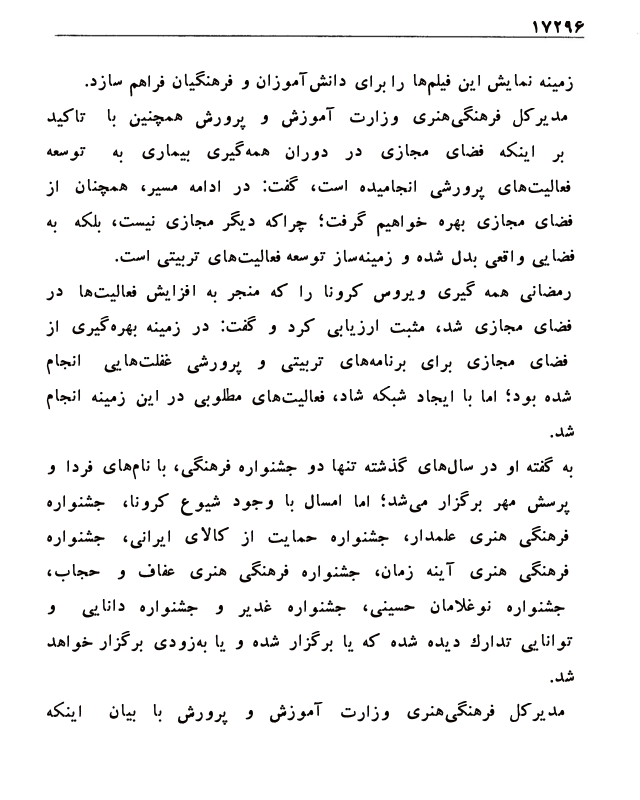 ۱۷۲۹۶
زمینه نمایش این فیلم‌ها را برای دانش‌آموزان و فرهنگیان فراهم سازد.
مدیرکل فرهنگی‌هنری وزارت آموزش و پرورش همچنین با تاکید
بر اینکه فضای مجازی در دوران همه‌گیری بیماری به توسعه
فعالیت‌های پرورشی انجامیده است، گفت: در ادامه مسیر، همچنان از
فضای مجازی بهره خواهیم گرفت؛ چراکه دیگر مجازی نیست، بلکه به
فضایی واقعی بدل شده و زمینه‌ساز توسعه فعالیت‌های تربیتی است.
رمضانی همه گیری ویروس کرونا را که منجر به افزایش فعالیت‌ها در
فضای مجازی شد، مثبت ارزیابی کرد و گفت: در زمینه بهره‌گیری از
فضای مجازی برای برنامه‌های تربیتی و پرورشی غفلت‌هایی انجام
شده بود؛ اما با ایجاد شبکه شاد، فعالیت‌های مطلوبی در این زمینه انجام
شد.
به گفته او در سال‌های گذشته تنها دو جشنواره فرهنگی، با نام‌های فردا و
پرسش مهر برگزار می‌شد؛ اما امسال با وجود شیوع کرونا، جشنواره
فرهنگی هنری علمدار، جشنواره حمایت از کالای ایرانی، جشنواره
فرهنگی هنری آینه زمان، جشنواره فرهنگی هنری عفاف و حجاب،
جشنواره نوغلامان حسینی، جشنواره غدیر و جشنواره دانایی و
توانایی تدارك دیده شده که یا برگزار شده و یا به‌زودی برگزار خواهد
شد.
مدیرکل فرهنگی‌هنری وزارت آموزش و پرورش با بیان اینکه